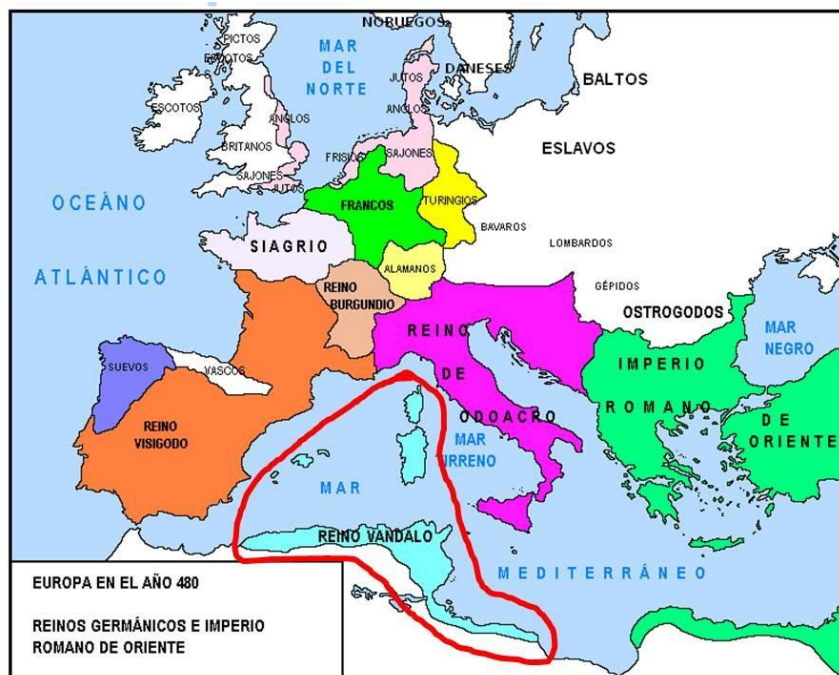 NORUEGOS
PICTOS
ESCOTOS
MAR
DEL
NORTE
JUTOS
DANESES
BALTOS
ESCOTOS
ANGLOS
ANGLOS
BRITANOS
ESLAVOS
SAJONES
FRISIOS
SAJONES
JUTOS
OCEÁNO
ATLÁNTICO
FRANCOS
TURINGIOS
BAVAROS
SIAGRIO
LOMBARDOS
ALAMANOS
REINO
BURGUNDIO
GÉPIDOS
OSTROGODOS
MAR
NEGRO
REINO
DE
ODOACRO
IMPERIO
ROMANO
DE
ORIENTE
SUEVOS
VASCOS
REINO
VISIGODO
MAR
TIRRENO
MAR
REINO VANDALO
MEDITERRÁNEO
EUROPA EN EL AÑO 480
REINOS GERMÁNICOS E IMPERIO
ROMANO DE ORIENTE